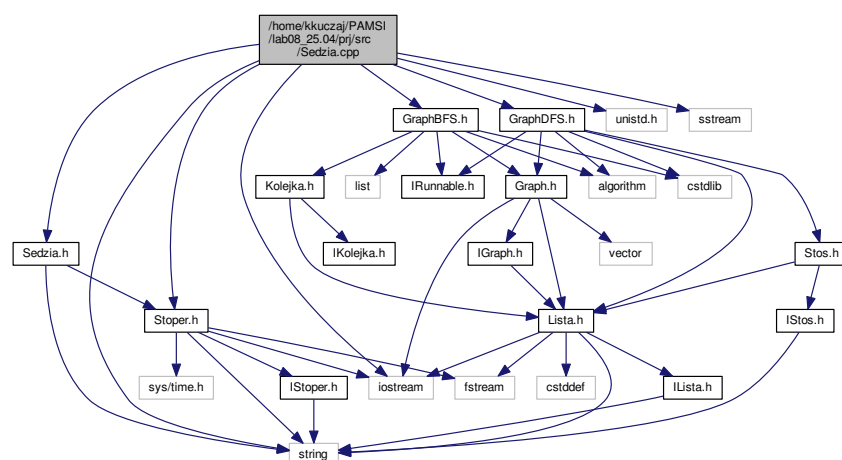 /home/kkuczaj/PAMSI
/lab08_25.04/prj/src
/Sedzia.cpp
GraphBFS.h
GraphDFS.h
unistd.h
sstream
Kolejka.h
list
IRunnable.h
Graph.h
algorithm
cstdlib
Sedzia.h
IKolejka.h
IGraph.h
vector
Stos.h
Stoper.h
Lista.h
IStos.h
sys/time.h
IStoper.h
iostream
fstream
cstddef
ILista.h
string